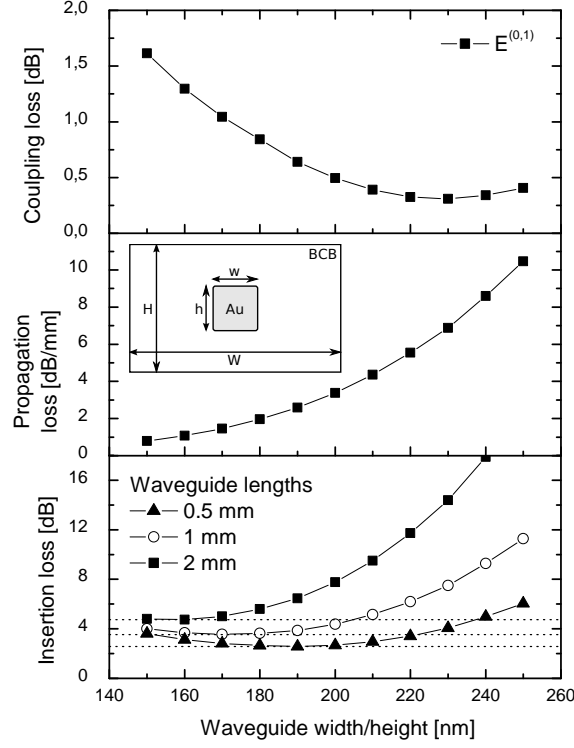 2,0
1,5
1,0
0,5
0,0
Coulpling loss [dB]
E(0,1)
10
8
6
4
2
0
Propagation
loss [dB/mm]
BCB
w
H
h
Au
W
16
12
8
4
0
Insertion loss [dB]
Waveguide lengths
0.5 mm
1 mm
2 mm
140 160 180 200 220 240 260
Waveguide width/height [nm]